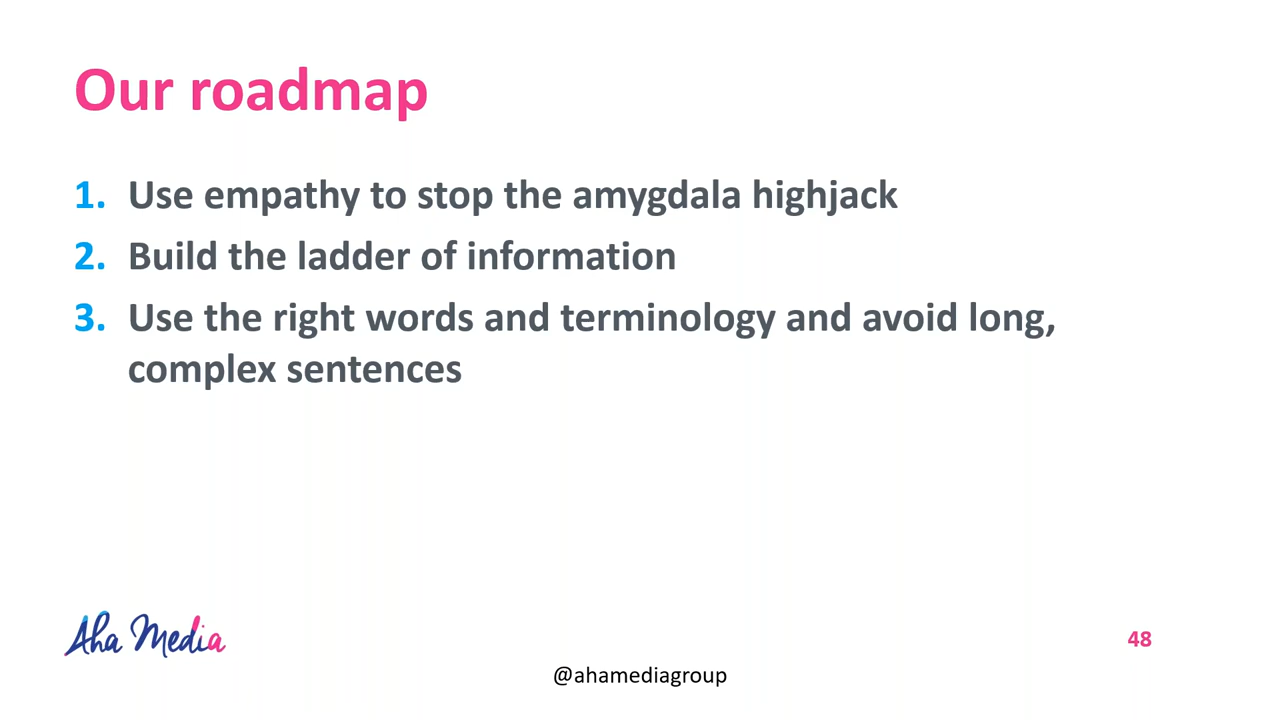 Our roadmap
1. Use empathy to stop the amygdala highjack
2. Build the ladder of information
3. Use the right words and terminology and avoid long,
complex sentences
Aha Media
48
@ahamediagroup